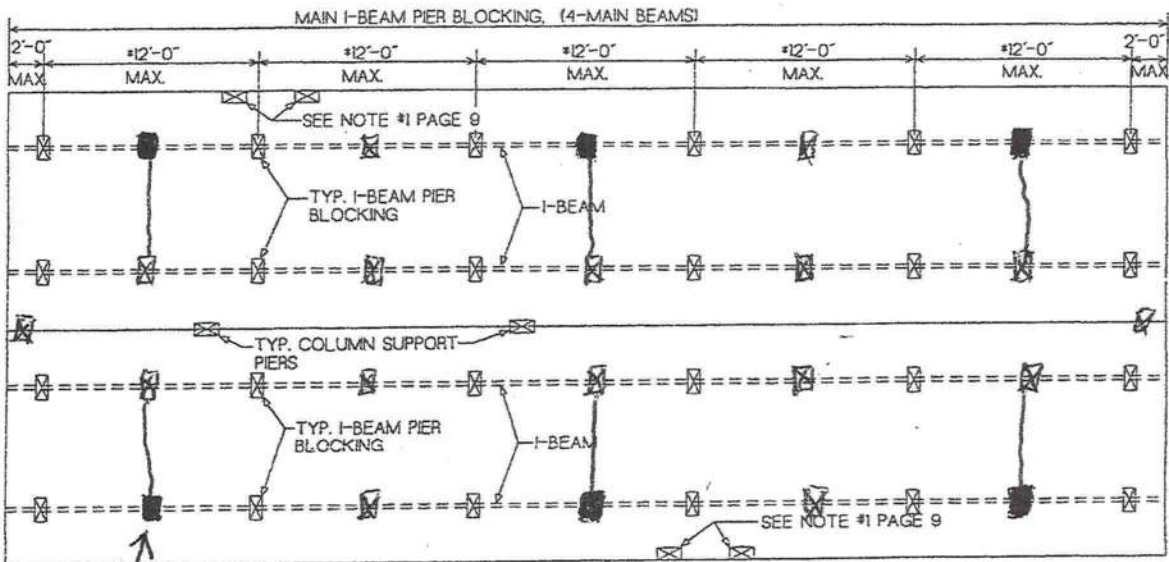 MAIN I-BEAM PIER BLOCKING, (4-MAIN BEAMS)
2'-0" *12'-0" *12'-0" *12'-0" *12'-0" *12'-0" 2'-0"
MAX MAX. MAX. MAX. MAX. MAX. MAX
SEE NOTE #1 PAGE 9
TYP. I-BEAM PIER
BLOCKING
I-BEAM
TYP. COLUMN SUPPORT
PIERS
TYP. I-BEAM PIER
BLOCKING
I-BEAM
SEE NOTE #1 PAGE 9